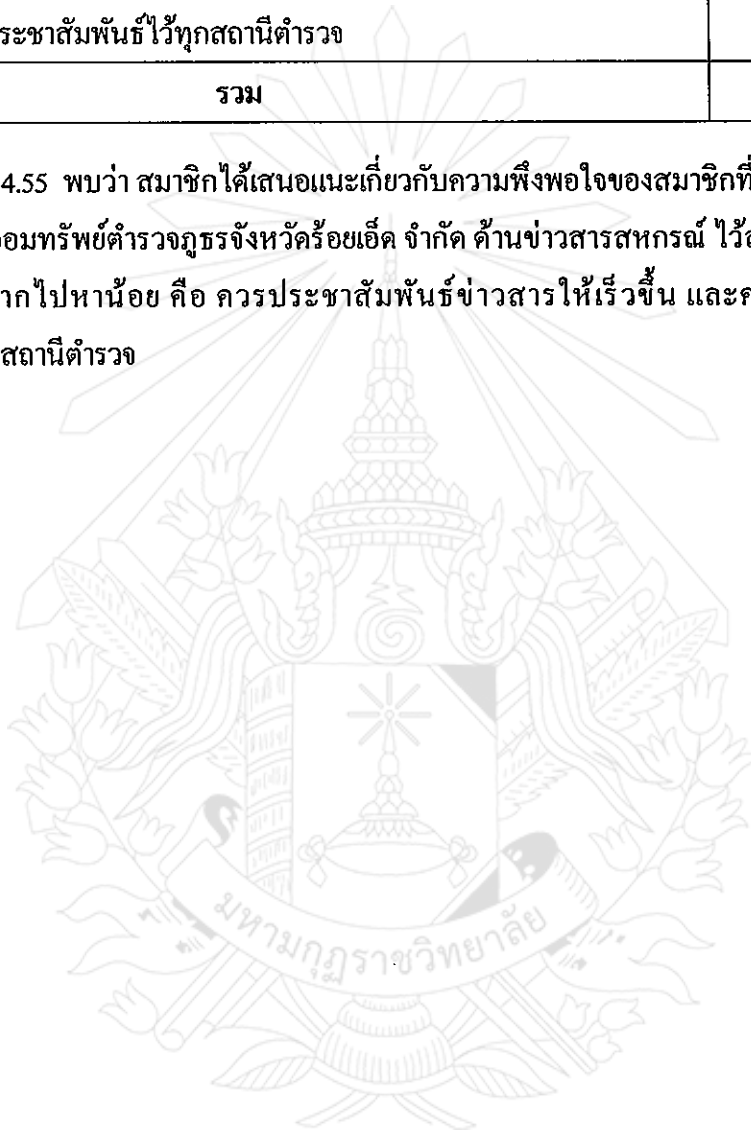 ระชาสัมพันธ์ไว้ทุกสถานีตำรวจ
รวม
4.55 พบว่า สมาชิกได้เสนอแนะเกี่ยวกับความพึงพอใจของสมาชิกที่
ออมทรัพย์ตำรวจภูธรจังหวัดร้อยเอ็ด จำกัด ด้านข่าวสารสหกรณ์ ไว้
ากไปหาน้อย คือ ควรประชาสัมพันธ์ข่าวสารให้เร็วขึ้น และ
สถานีตำรวจ
มหามกุฏราชวิทยาลัย